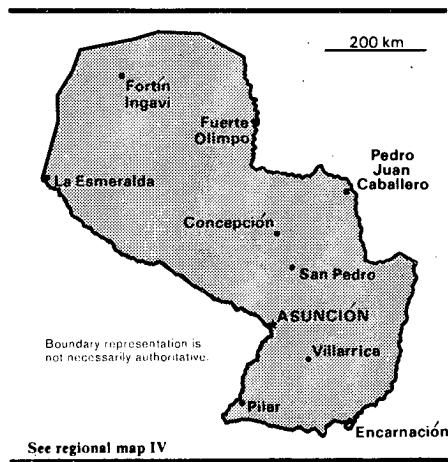 200 km
Fortín
Ingavi
Fuerte
Olimpo
Pedro
Juan
Caballero
La Esmeralda
Concepción
San Pedro
ASUNCIÓN
Boundary representation is
not necessarily authoritative.
Villarrica
Pilar
Encarnación
See regional map IV